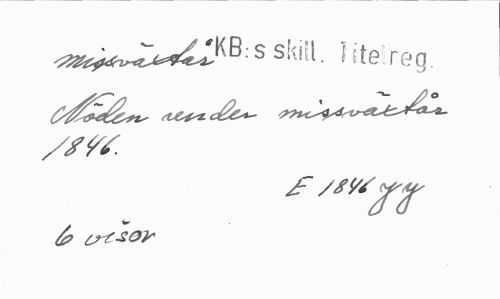 missväxtår KB:s skill. Titelreg.
Nöden under missväxtår
1846.
E 1846 yy
6 visor